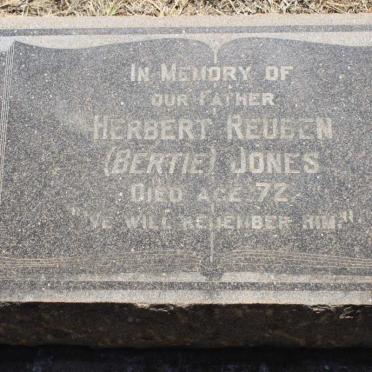 IN MEMORY OF
OUR FATHER
HERBERT REUBEN
(BERTIE) JONES
DIED AGE 72.
"WE WILL REMEMBER HIM"